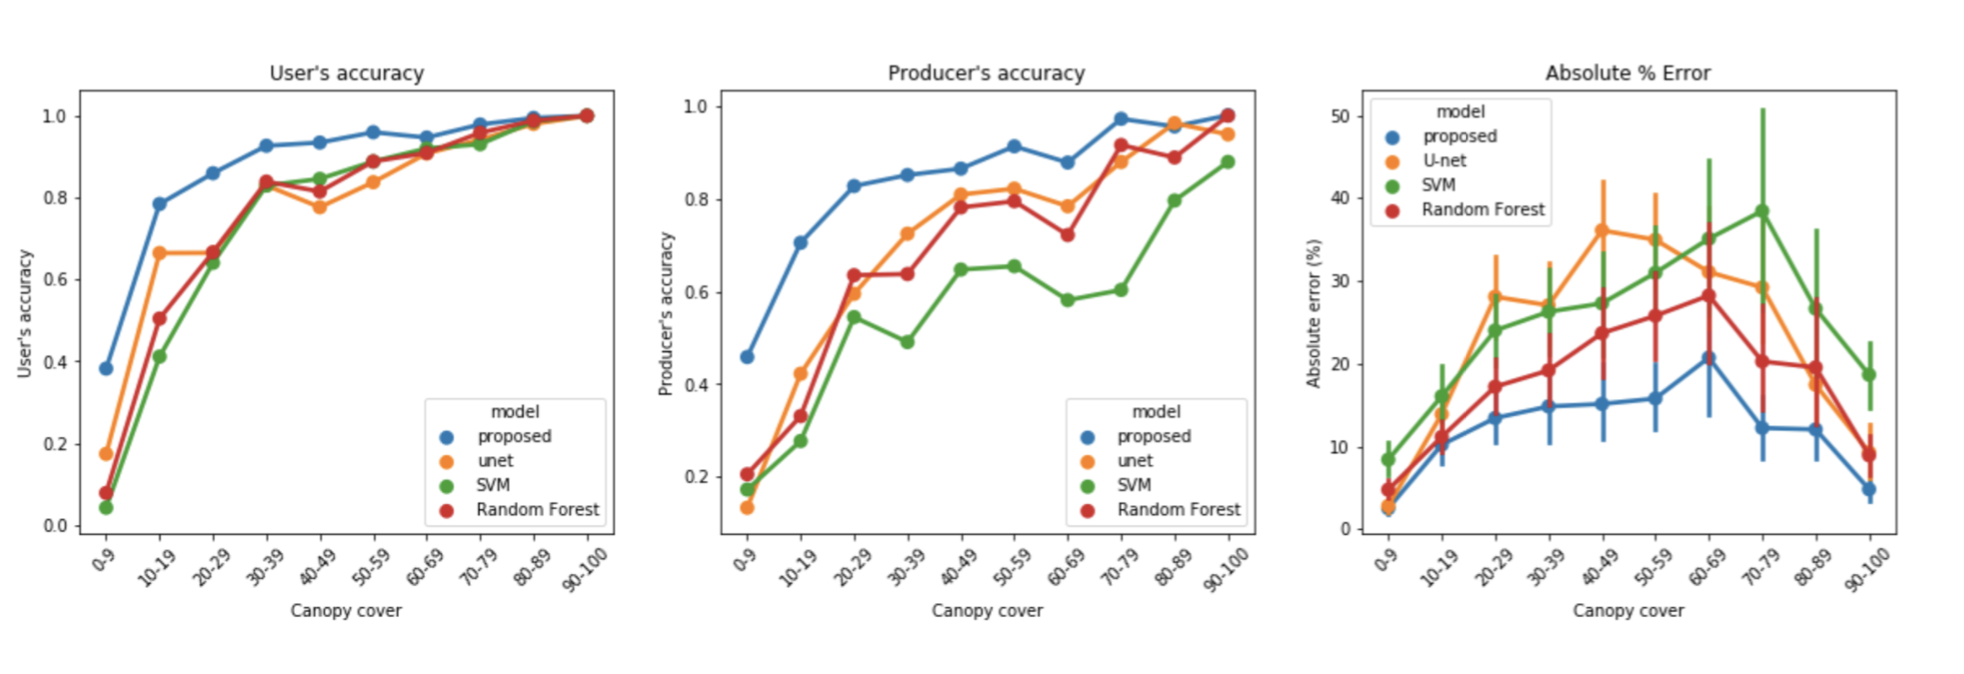 User's accuracy
User's accuracy
1.0
0.8
0.6
0.4
0.2
0.0
model
proposed
unet
SVM
Random Forest
0-9
10-19
20-29
30-39
40-49
50-59
60-69
70-79
80-89
90-100
Canopy cover
Producer's accuracy
Producer's accuracy
1.0
0.8
0.6
0.4
0.2
model
proposed
unet
SVM
Random Forest
0-9
10-19
20-29
30-39
40-49
50-59
60-69
70-79
80-89
90-100
Canopy cover
Absolute % Error
Absolute error (%)
50
40
30
20
10
0
model
proposed
U-net
SVM
Random Forest
0-9
10-19
20-29
30-39
40-49
50-59
60-69
70-79
80-89
90-100
Canopy cover